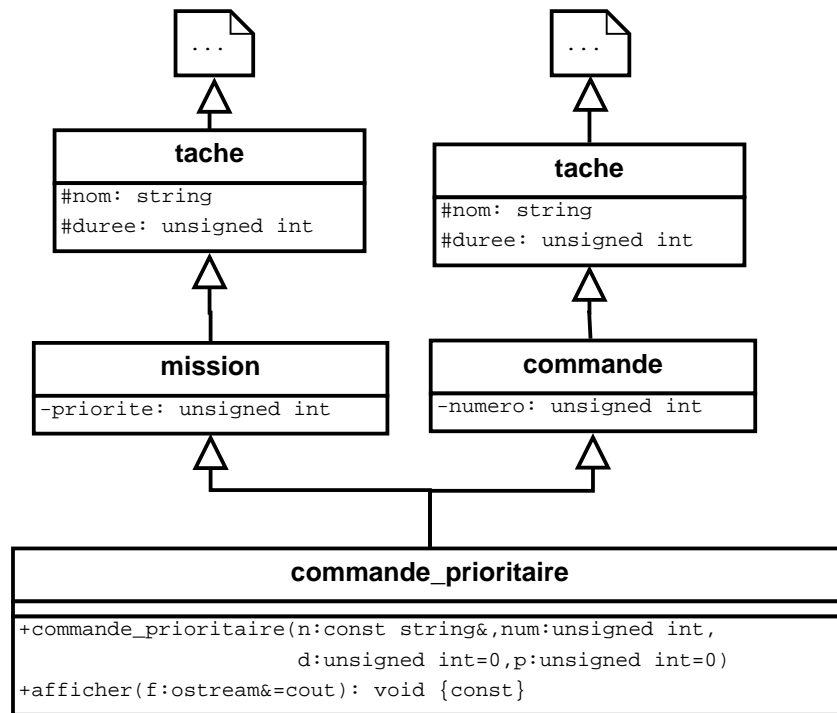 ...
...
tache
#nom: string
#duree: unsigned int
tache
#nom: string
#duree: unsigned int
mission
-priorite: unsigned int
commande
-numero: unsigned int
commande_prioritaire
+commande_prioritaire(n:const string&,num:unsigned int,
d:unsigned int=0,p:unsigned int=0)
+afficher(f:ostream&=cout): void {const}